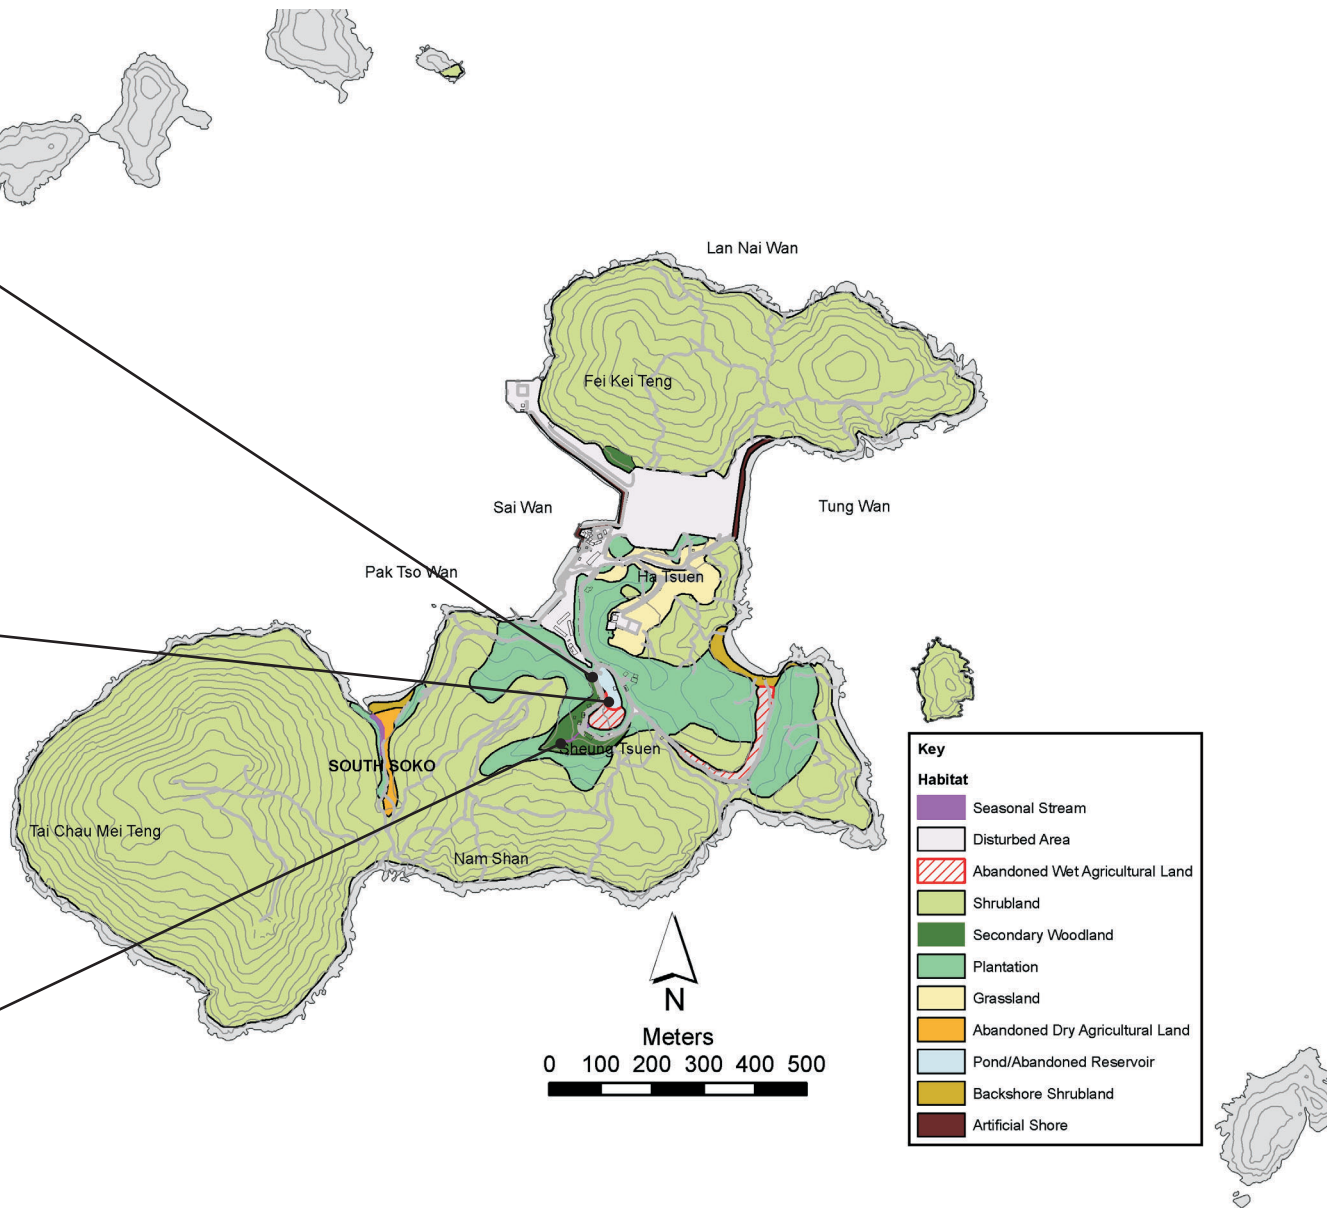 Lan Nai Wan
Fei Kei Teng
Sai Wan
Tung Wan
Pak Tso Wan
Ha Tsuen
Sheung Tsuen
SOUTH SOKO
Tai Chau Mei Teng
Nam Shan
N
Meters
0 100 200 300 400 500
Key
Habitat
Seasonal Stream
Disturbed Area
Abandoned Wet Agricultural Land
Shrubland
Secondary Woodland
Plantation
Grassland
Abandoned Dry Agricultural Land
Pond/Abandoned Reservoir
Backshore Shrubland
Artificial Shore